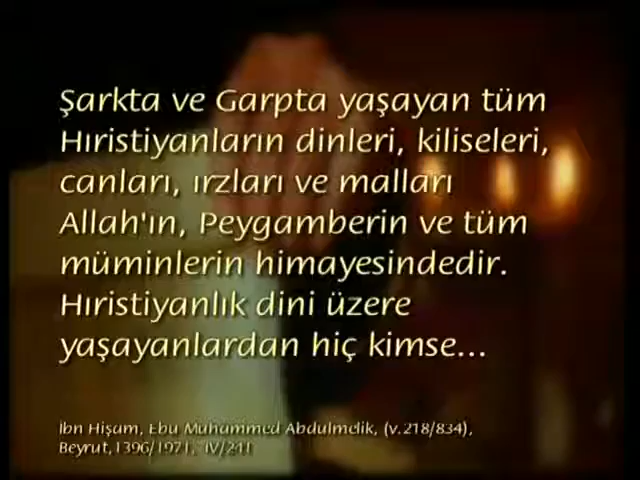 Şarkta ve Garpta yaşayan tüm
Hıristiyanların dinleri, kiliseleri,
canları, ırzları ve malları
Allah'ın, Peygamberin ve tüm
müminlerin himayesindedir.
Hıristiyanlık dini üzere
yaşayanlardan hiç kimse...
İbn Hişam, Ebu Muhammed Abdulmelik, (v.218/834),
Beyrut,1396/1971, IV/241